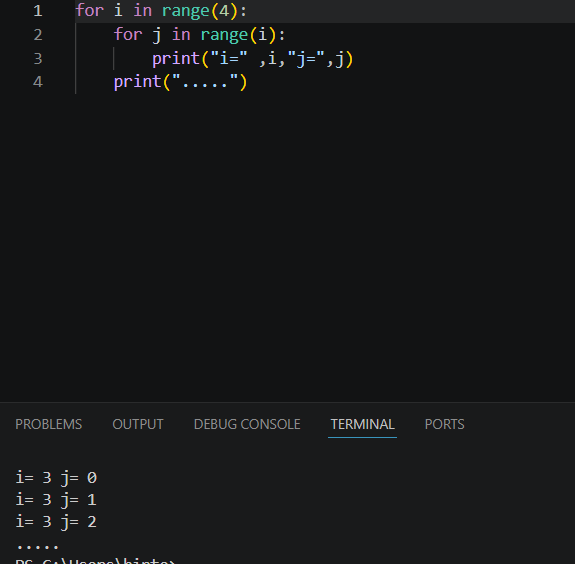 1 for i in range(4):
2     for j in range(i):
3         print("i=" ,i,"j=",j)
4     print(".....")
PROBLEMS OUTPUT DEBUG CONSOLE TERMINAL PORTS
i= 3 j= 0
i= 3 j= 1
i= 3 j= 2
.....
PS C:\Users\